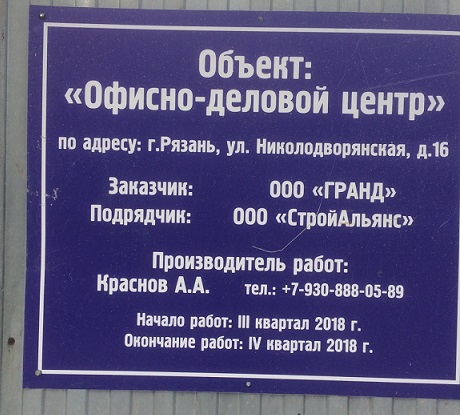 Объект:
«Офисно-деловой центр»
по адресу: г.Рязань, ул. Николодворянская, д.16
Заказчик: ООО «ГРАНД»
Подрядчик: ООО «СтройАльянс»
Производитель работ:
Краснов А.А. тел.: +7-930-888-05-89
Начало работ: III квартал 2018 г.
Окончание работ: IV квартал 2018 г.